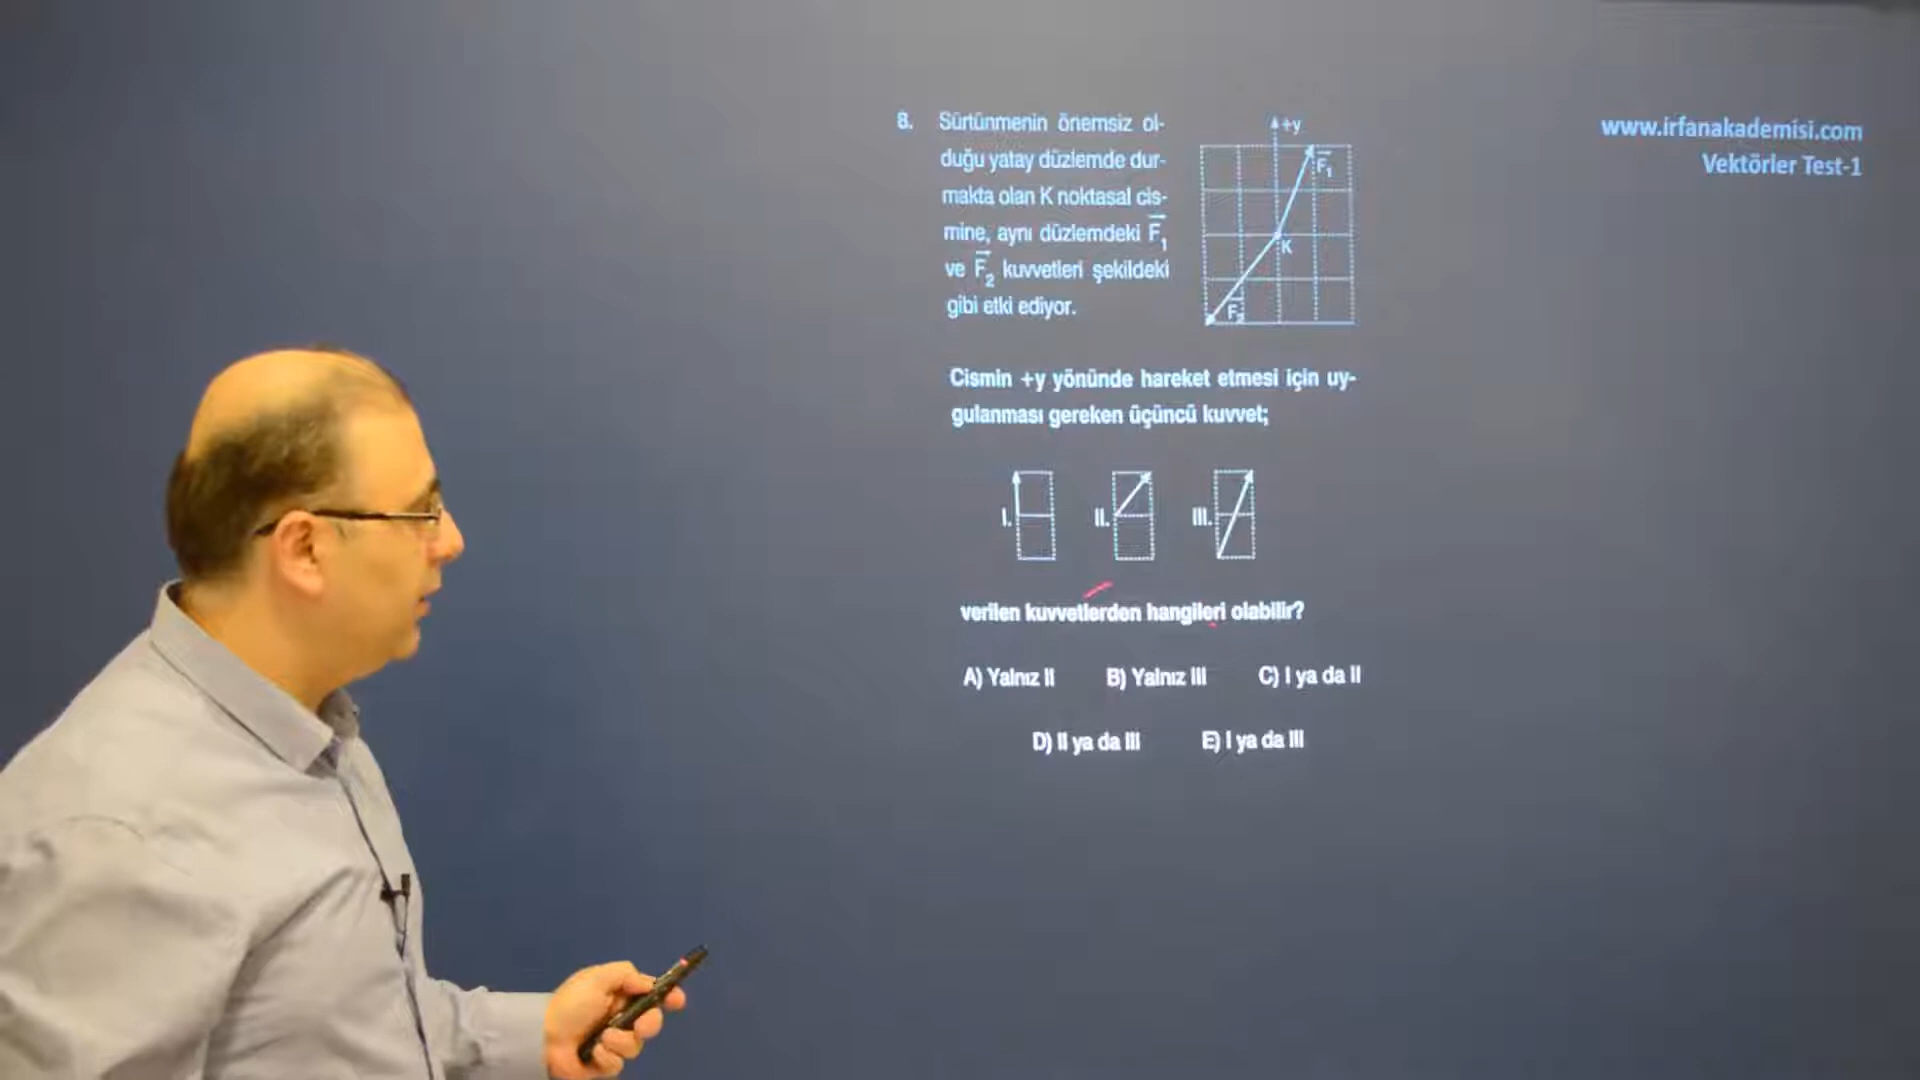 www.irfanakademisi.com
Vektörler Test-1
8. Sürtünmenin önemsiz ol-
duğu yatay düzlemde dur-
makta olan K noktasal cis-
mine, aynı düzlemdeki F₁
ve F₂ kuvvetleri şekildeki
gibi etki ediyor.
+y
F₁
K
F₂
Cismin +y yönünde hareket etmesi için uy-
gulanması gereken üçüncü kuvvet;
I. II. III.
verilen kuvvetlerden hangileri olabilir?
A) Yalnız II B) Yalnız III C) I ya da II
D) II ya da III E) I ya da III